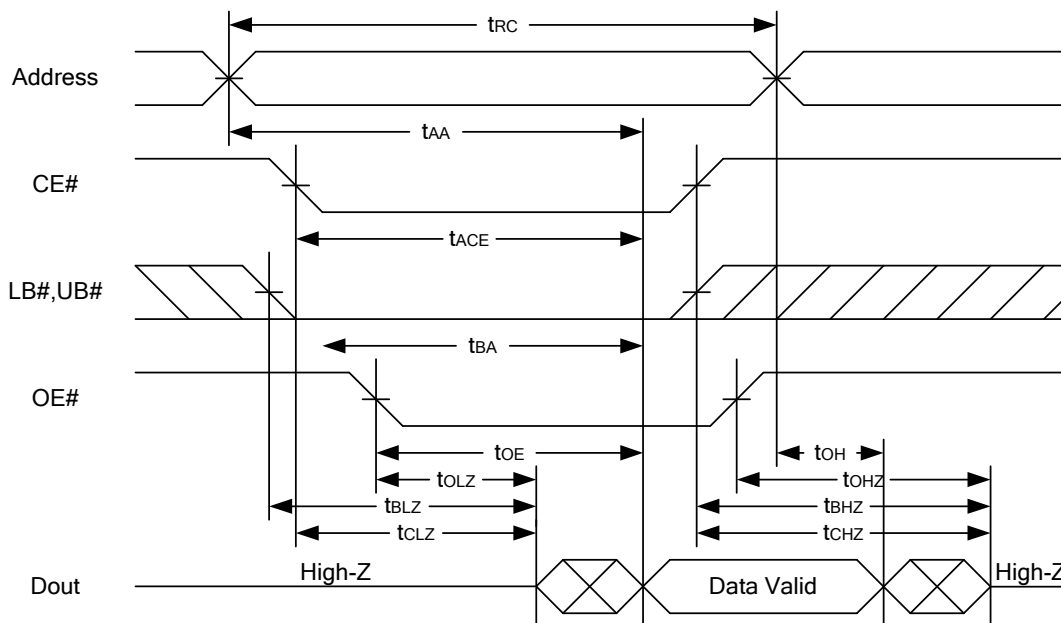 tRC
Address
tAA
CE#
tACE
LB#,UB#
tBA
OE#
tOE
tOH
tOLZ
tOHZ
tBLZ
tBHZ
tCLZ
tCHZ
High-Z
Dout
Data Valid
High-Z